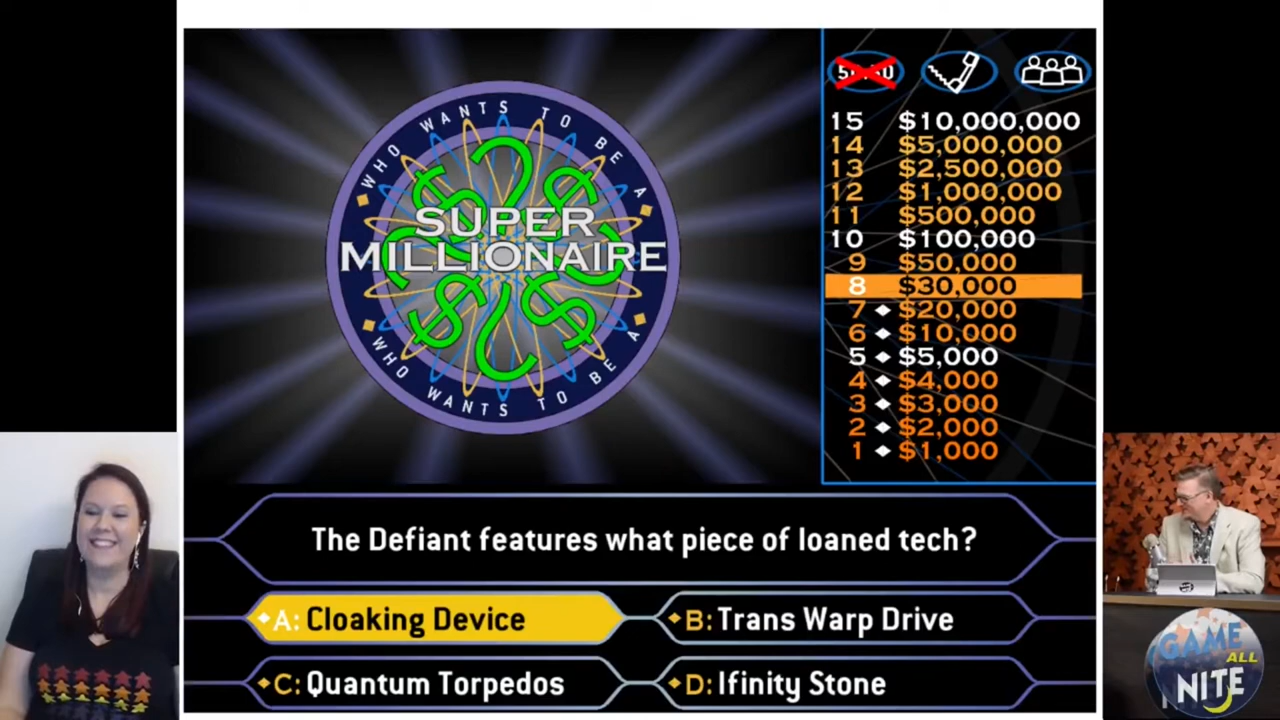 WHO WANTS TO BE A
SUPER
MILLIONAIRE
WHO WANTS TO BE A
50:50
15 $10,000,000
14 $5,000,000
13 $2,500,000
12 $1,000,000
11 $500,000
10 $100,000
9 $50,000
8 $30,000
7 ◆ $20,000
6 ◆ $10,000
5 ◆ $5,000
4 ◆ $4,000
3 ◆ $3,000
2 ◆ $2,000
1 ◆ $1,000
The Defiant features what piece of loaned tech?
◆A: Cloaking Device
◆B: Trans Warp Drive
◆C: Quantum Torpedos
◆D: Ifinity Stone
GAME
ALL
NITE